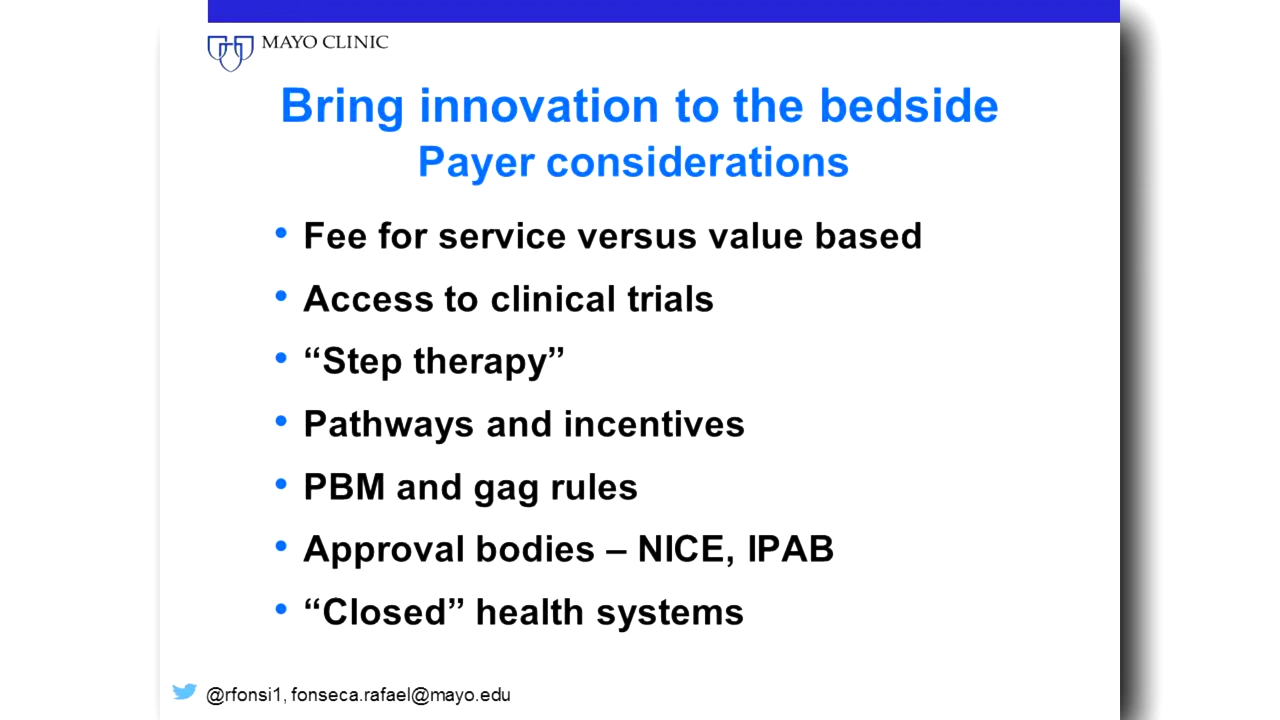 MAYO CLINIC
Bring innovation to the bedside
Payer considerations
• Fee for service versus value based
• Access to clinical trials
• “Step therapy”
• Pathways and incentives
• PBM and gag rules
• Approval bodies – NICE, IPAB
• “Closed” health systems
@rfonsi1, fonseca.rafael@mayo.edu